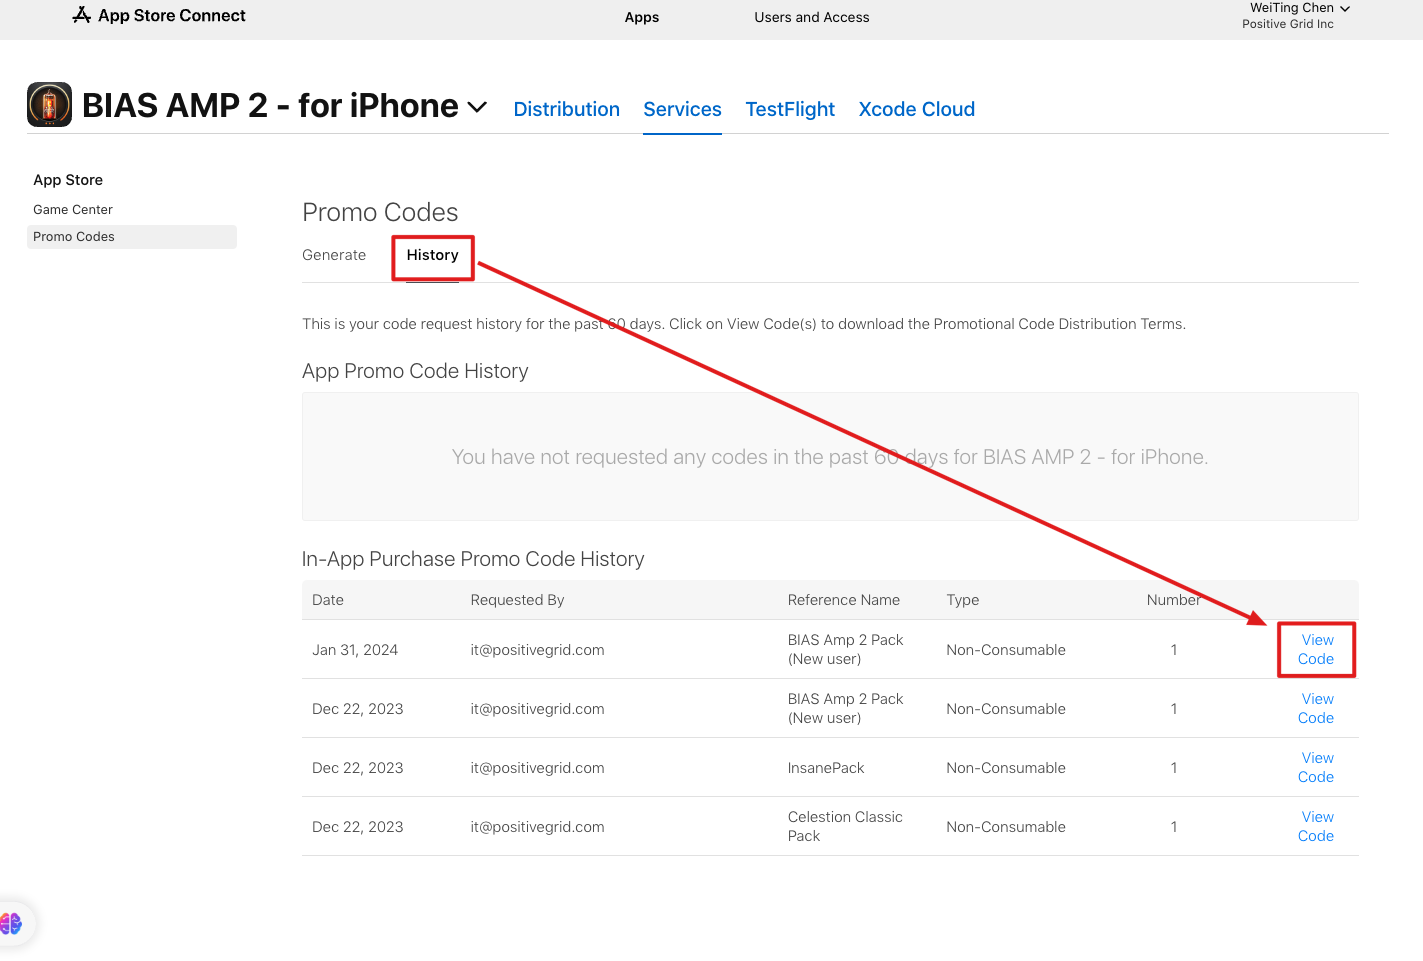 App Store Connect
Apps
Users and Access
WeiTing Chen
Positive Grid Inc
BIAS AMP 2 - for iPhone
Distribution
Services
TestFlight
Xcode Cloud
App Store
Game Center
Promo Codes
Promo Codes
Generate
History
This is your code request history for the past 60 days. Click on View Code(s) to download the Promotional Code Distribution Terms.
App Promo Code History
You have not requested any codes in the past 60 days for BIAS AMP 2 - for iPhone.
In-App Purchase Promo Code History
Date Requested By Reference Name Type Number
Jan 31, 2024 it@positivegrid.com BIAS Amp 2 Pack (New user) Non-Consumable 1 View Code
Dec 22, 2023 it@positivegrid.com BIAS Amp 2 Pack (New user) Non-Consumable 1 View Code
Dec 22, 2023 it@positivegrid.com InsanePack Non-Consumable 1 View Code
Dec 22, 2023 it@positivegrid.com Celestion Classic Pack Non-Consumable 1 View Code